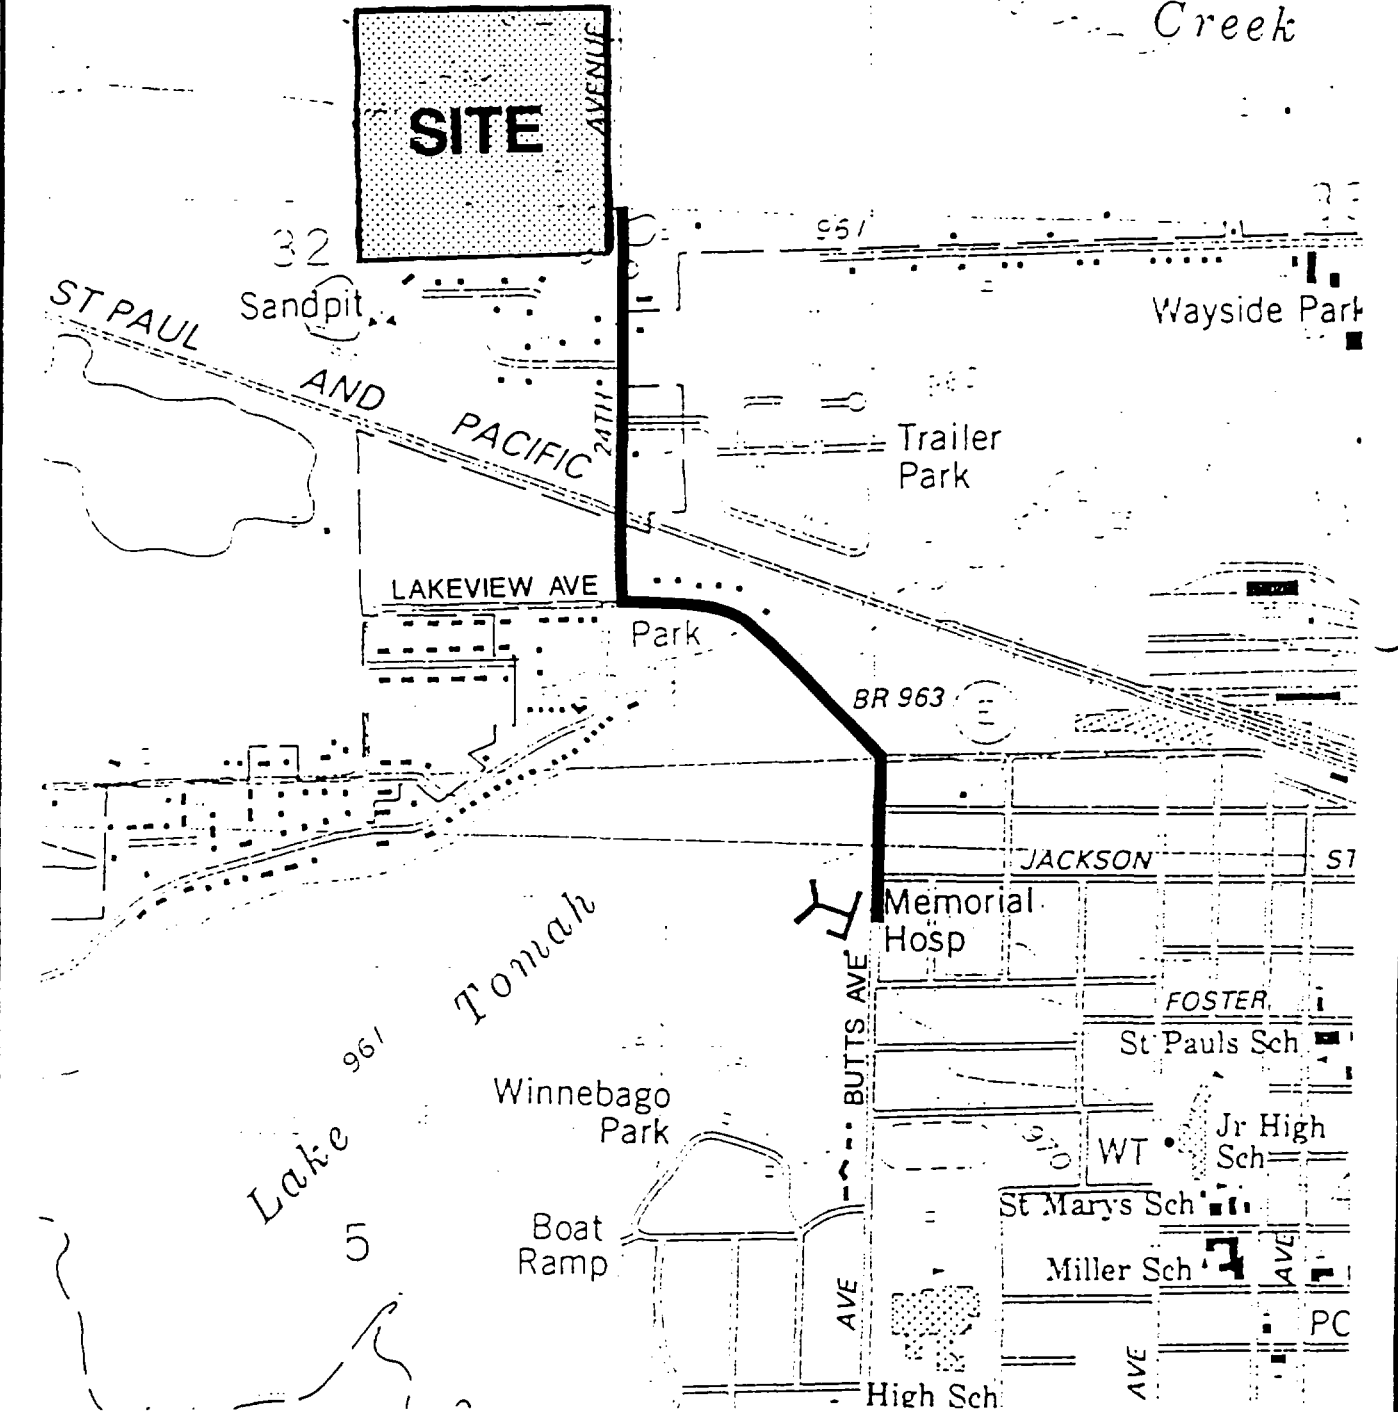 Creek
AVENUE
SITE
32
961
Sandpit
Wayside Park
ST PAUL AND PACIFIC
24TH
Trailer
Park
LAKEVIEW AVE
Park
BR 963
JACKSON ST
Memorial
Hosp
Lake Tomah
961
BUTTS AVE
FOSTER
St Pauls Sch
Winnebago
Park
970
WT
Jr High
Sch
St Marys Sch
5
Boat
Ramp
Miller Sch
AVE
AVE
PO
AVE
High Sch